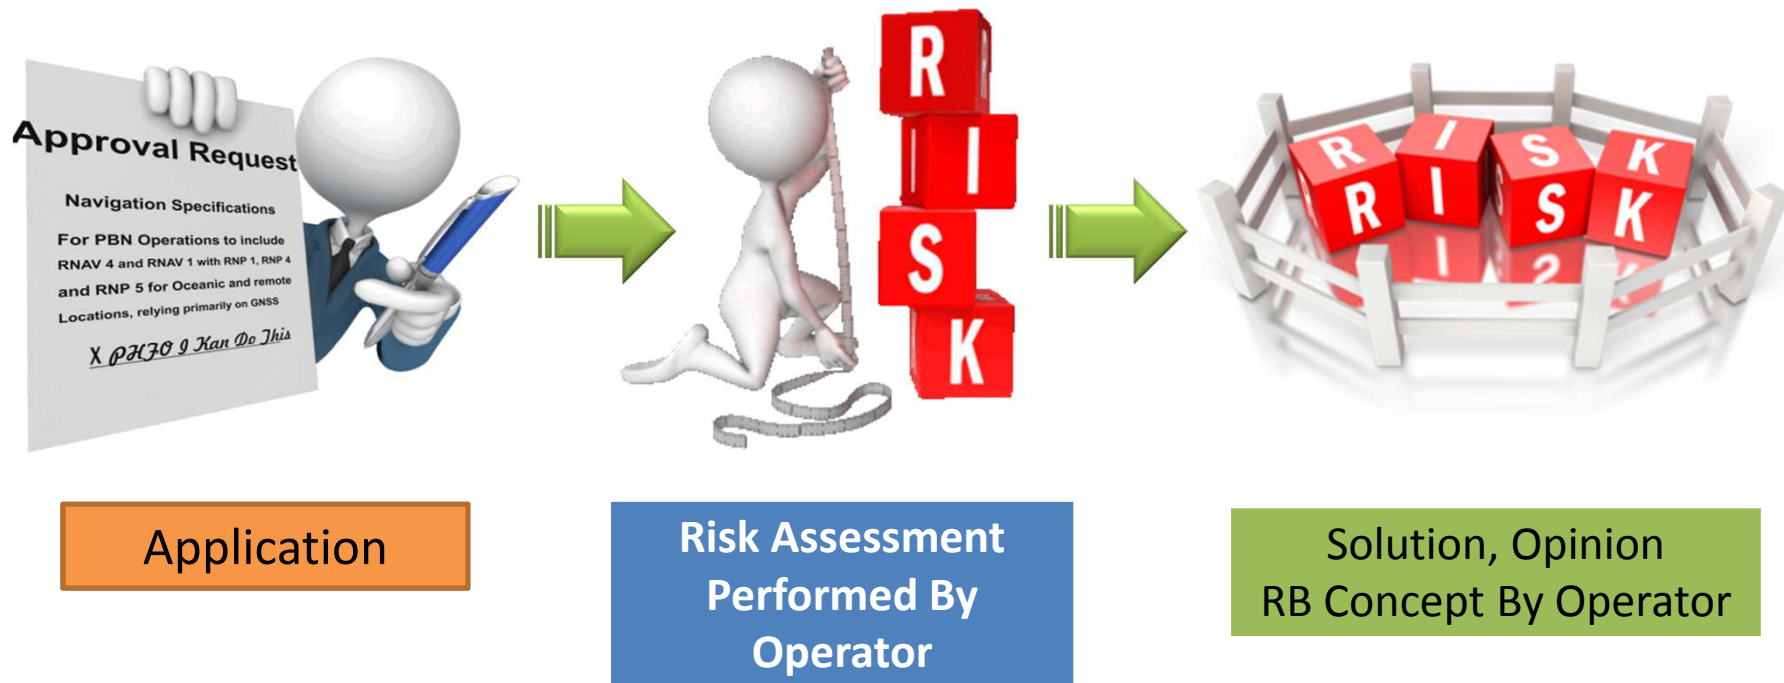 Approval Request
Navigation Specifications
For PBN Operations to include
RNAV 4 and RNAV 1 with RNP 1, RNP 4
and RNP 5 for Oceanic and remote
Locations, relying primarily on GNSS
X PHFO I Kan Do This
R
I
S
K
R I S K
R I S K
Application
Risk Assessment
Performed By
Operator
Solution, Opinion
RB Concept By Operator